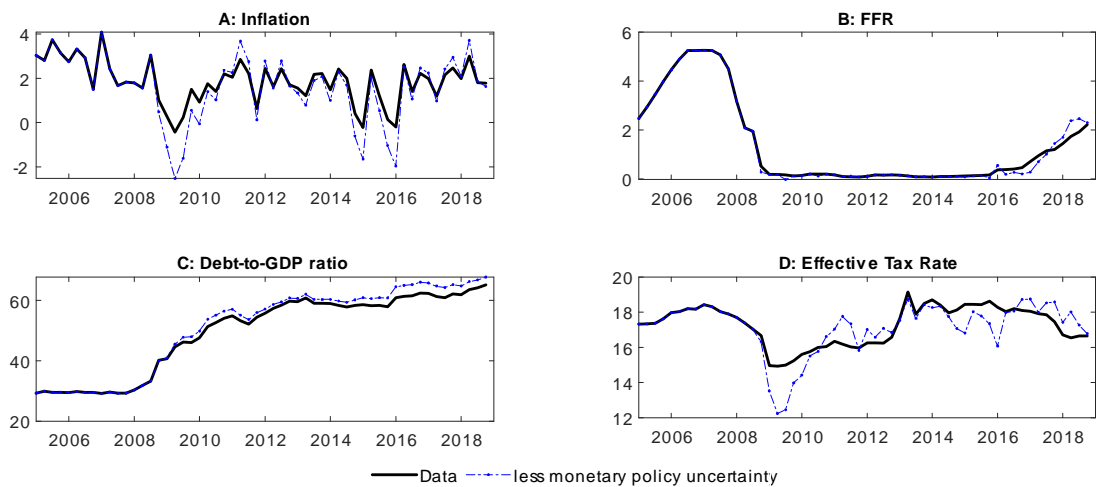 A: Inflation
B: FFR
4
2
0
-2
2006 2008 2010 2012 2014 2016 2018
6
4
2
0
2006 2008 2010 2012 2014 2016 2018
C: Debt-to-GDP ratio
D: Effective Tax Rate
60
40
20
2006 2008 2010 2012 2014 2016 2018
20
18
16
14
12
2006 2008 2010 2012 2014 2016 2018
Data less monetary policy uncertainty